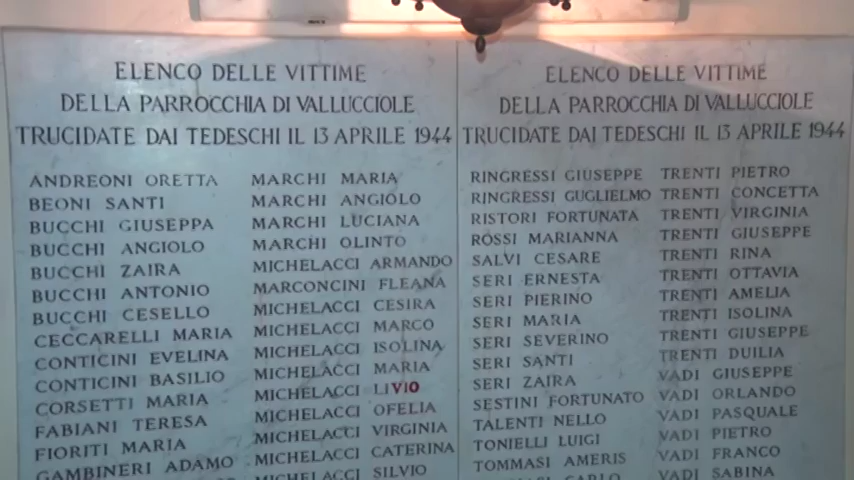 ELENCO DELLE VITTIME
DELLA PARROCCHIA DI VALLUCCIOLE
TRUCIDATE DAI TEDESCHI IL 13 APRILE 1944
ANDREONI ORETTA
BEONI SANTI
BUCCHI GIUSEPPA
BUCCHI ANGIOLO
BUCCHI ZAIRA
BUCCHI ANTONIO
BUCCHI CESELLO
CECCARELLI MARIA
CONTICINI EVELINA
CONTICINI BASILIO
CORSETTI MARIA
FABIANI TERESA
FIORITI MARIA
GAMBINERI ADAMO
MARCHI MARIA
MARCHI ANGIOLO
MARCHI LUCIANA
MARCHI OLINTO
MICHELACCI ARMANDO
MARCONCINI FLEANA
MICHELACCI CESIRA
MICHELACCI MARCO
MICHELACCI ISOLINA
MICHELACCI MARIA
MICHELACCI LIVIO
MICHELACCI OFELIA
MICHELACCI VIRGINIA
MICHELACCI CATERINA
MICHELACCI SILVIO
ELENCO DELLE VITTIME
DELLA PARROCCHIA DI VALLUCCIOLE
TRUCIDATE DAI TEDESCHI IL 13 APRILE 1944
RINGRESSI GIUSEPPE
RINGRESSI GUGLIELMO
RISTORI FORTUNATA
ROSSI MARIANNA
SALVI CESARE
SERI ERNESTA
SERI PIERINO
SERI MARIA
SERI SEVERINO
SERI SANTI
SERI ZAIRA
SESTINI FORTUNATO
TALENTI NELLO
TONIELLI LUIGI
TOMMASI AMERIS
TOMMASI CARLO
TRENTI PIETRO
TRENTI CONCETTA
TRENTI VIRGINIA
TRENTI GIUSEPPE
TRENTI RINA
TRENTI OTTAVIA
TRENTI AMELIA
TRENTI ISOLINA
TRENTI GIUSEPPE
TRENTI DUILIA
VADI GIUSEPPE
VADI ORLANDO
VADI PASQUALE
VADI PIETRO
VADI FRANCO
VADI SABINA